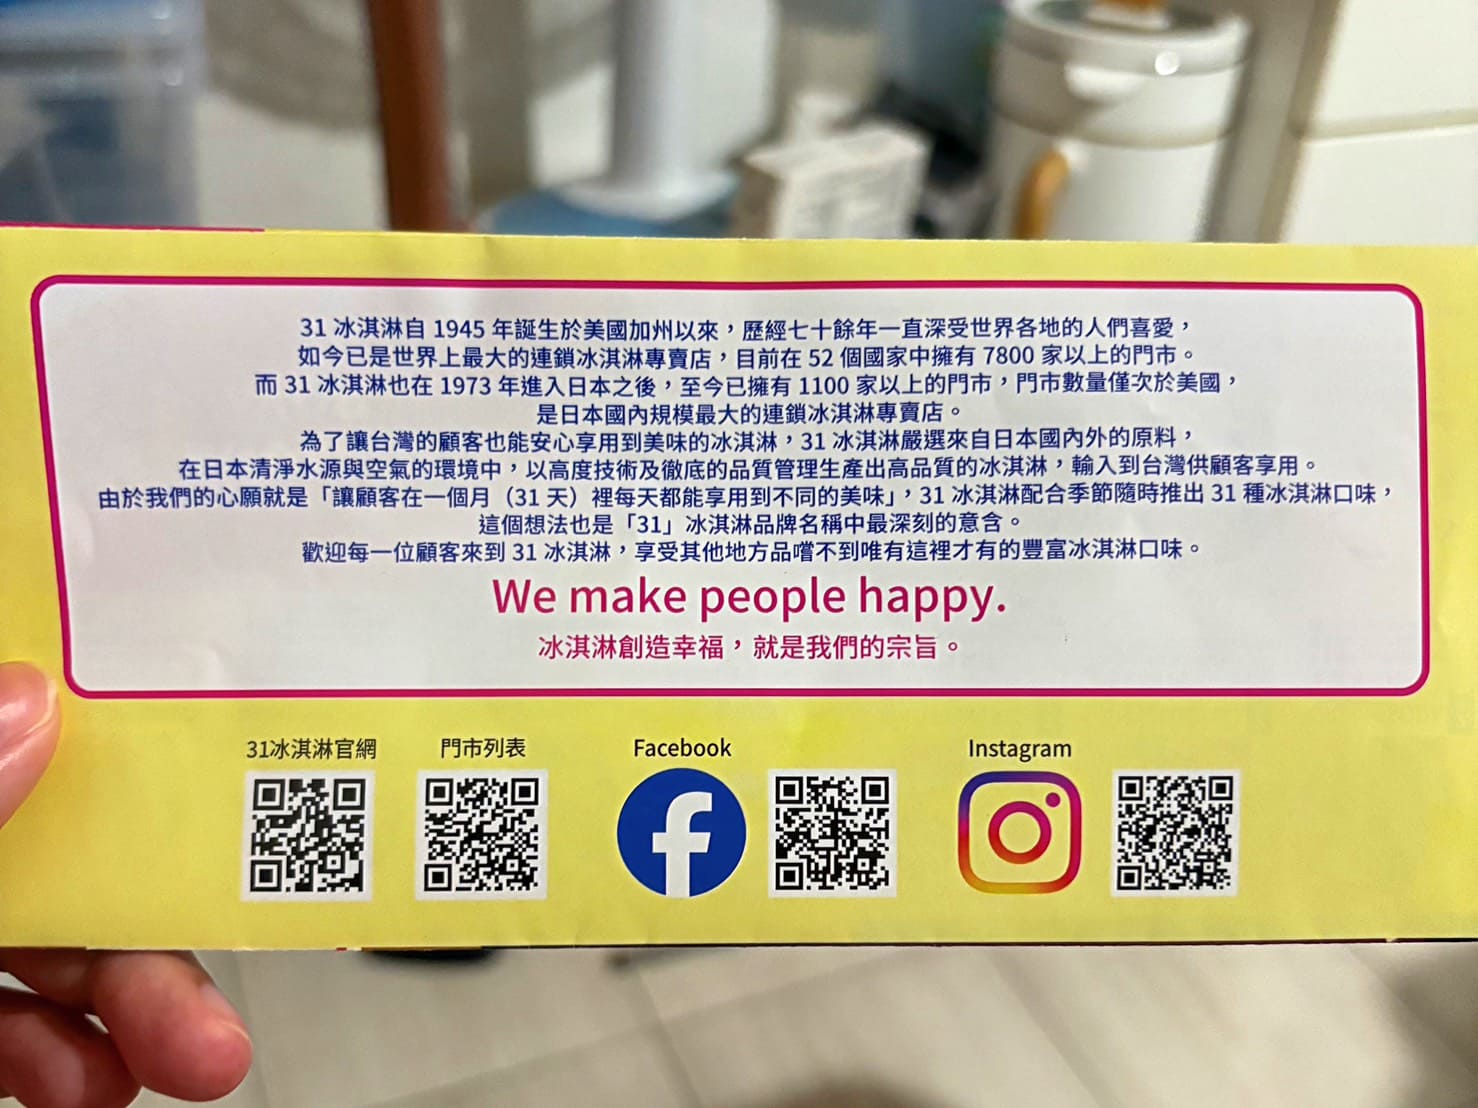 31 冰淇淋自 1945 年誕生於美國加州以來，歷經七十餘年一直深受世界各地的人們喜愛，
如今已是世界上最大的連鎖冰淇淋專賣店，目前在 52 個國家中擁有 7800 家以上的門市。
而 31 冰淇淋也在 1973 年進入日本之後，至今已擁有 1100 家以上的門市，門市數量僅次於美國，
是日本國內規模最大的連鎖冰淇淋專賣店。
為了讓台灣的顧客也能安心享用到美味的冰淇淋，31 冰淇淋嚴選來自日本國內外的原料，
在日本清淨水源與空氣的環境中，以高度技術及徹底的品質管理生產出高品質的冰淇淋，輸入到台灣供顧客享用。
由於我們的心願就是「讓顧客在一個月（31 天）裡每天都能享用到不同的美味」，31 冰淇淋配合季節隨時推出 31 種冰淇淋口味，
這個想法也是「31」冰淇淋品牌名稱中最深刻的意含。
歡迎每一位顧客來到 31 冰淇淋，享受其他地方品嚐不到唯有這裡才有的豐富冰淇淋口味。
We make people happy.
冰淇淋創造幸福，就是我們的宗旨。
31冰淇淋官網
門市列表
Facebook
Instagram